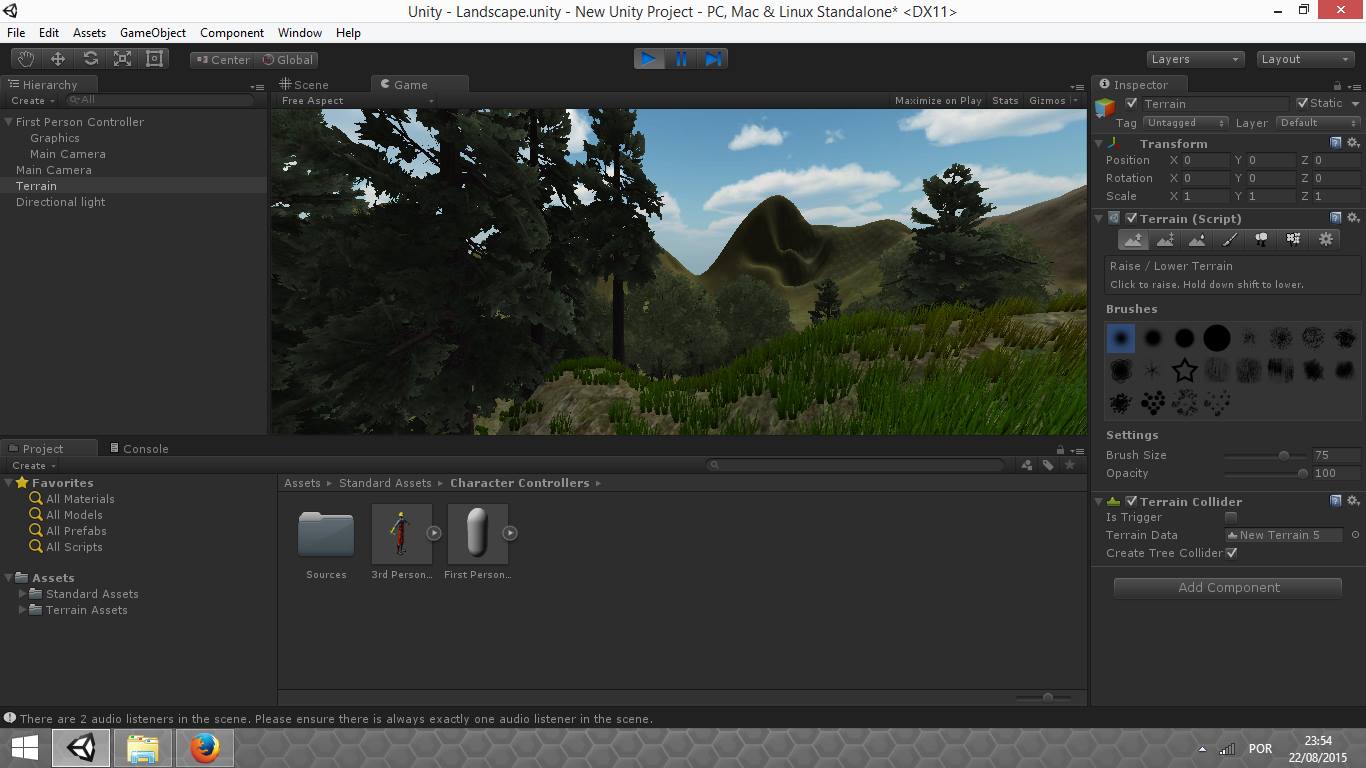 Unity - Landscape.unity - New Unity Project - PC, Mac & Linux Standalone* <DX11>
File Edit Assets GameObject Component Window Help
Center Global
Layers
Layout
Hierarchy
Create
All
First Person Controller
Graphics
Main Camera
Main Camera
Terrain
Directional light
Scene
Game
Free Aspect
Maximize on Play Stats Gizmos
Inspector
Terrain
Static
Tag Untagged Layer Default
Transform
Position X 0 Y 0 Z 0
Rotation X 0 Y 0 Z 0
Scale X 1 Y 1 Z 1
Terrain (Script)
Raise / Lower Terrain
Click to raise. Hold down shift to lower.
Brushes
Settings
Brush Size 75
Opacity 100
Terrain Collider
Is Trigger
Terrain Data New Terrain 5
Create Tree Collider
Add Component
Project
Console
Create
Favorites
All Materials
All Models
All Prefabs
All Scripts
Assets
Standard Assets
Terrain Assets
Assets Standard Assets Character Controllers
Sources
3rd Person...
First Person...
There are 2 audio listeners in the scene. Please ensure there is always exactly one audio listener in the scene.
POR
23:54
22/08/2015